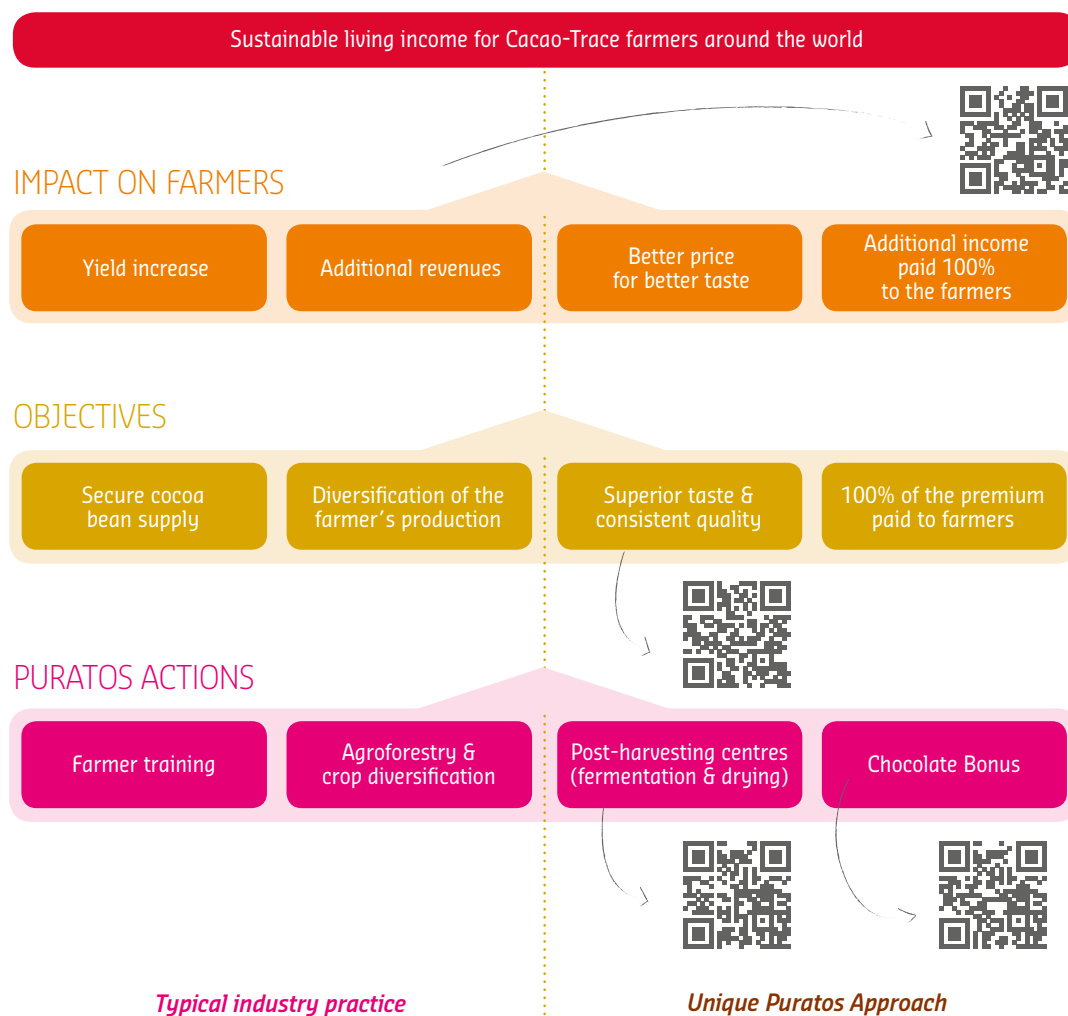 Sustainable living income for Cacao-Trace farmers around the world
IMPACT ON FARMERS
Yield increase
Additional revenues
Better price
for better taste
Additional income
paid 100%
to the farmers
OBJECTIVES
Secure cocoa
bean supply
Diversification of the
farmer's production
Superior taste &
consistent quality
100% of the premium
paid to farmers
PURATOS ACTIONS
Farmer training
Agroforestry &
crop diversification
Post-harvesting centres
(fermentation & drying)
Chocolate Bonus
Typical industry practice
Unique Puratos Approach